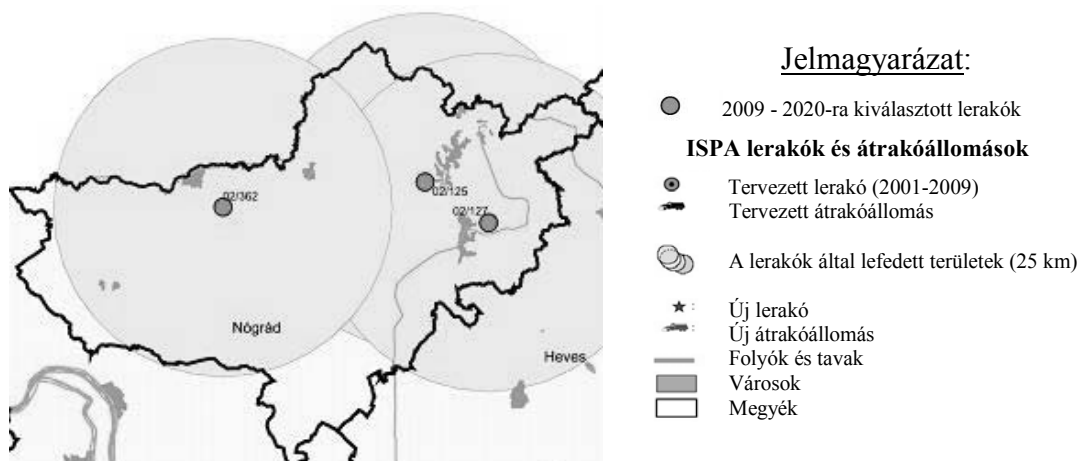 02/362
02/125
02/127
Nógrád
Heves
Jelmagyarázat:
2009 - 2020-ra kiválasztott lerakók
ISPA lerakók és átrakóállomások
Tervezett lerakó (2001-2009)
Tervezett átrakóállomás
A lerakók által lefedett területek (25 km)
Új lerakó
Új átrakóállomás
Folyók és tavak
Városok
Megyék